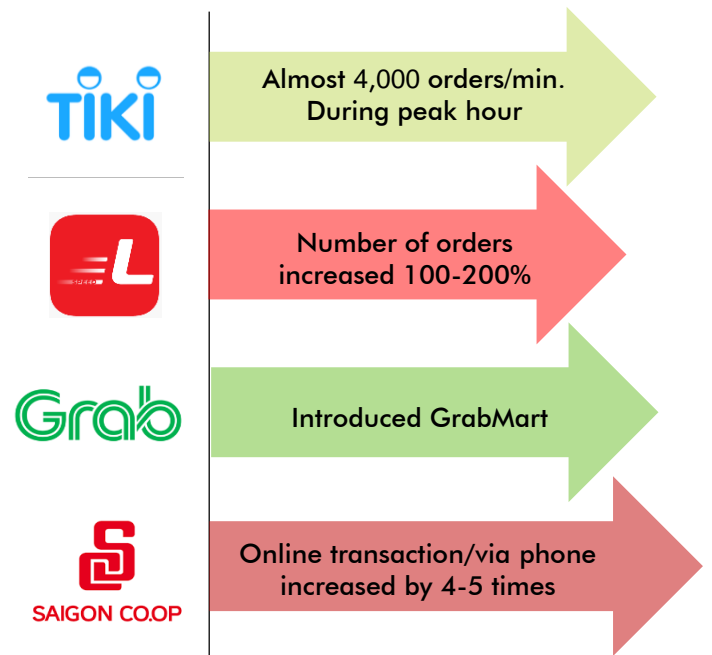 TiKi
Almost 4,000 orders/min.
During peak hour
SPEED L
Number of orders
increased 100-200%
Grab
Introduced GrabMart
SAIGON CO.OP
Online transaction/via phone
increased by 4-5 times